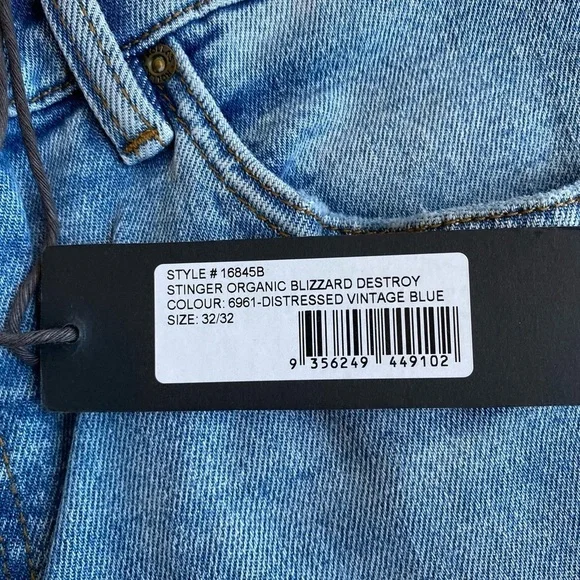 STYLE # 16845B
STINGER ORGANIC BLIZZARD DESTROY
COLOUR: 6961-DISTRESSED VINTAGE BLUE
SIZE: 32/32
9 356249 449102